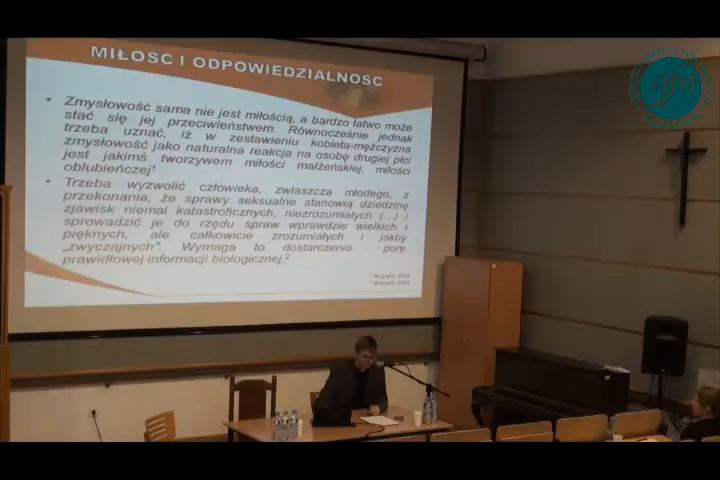 MIŁOŚĆ I ODPOWIEDZIALNOŚĆ
• Zmysłowość sama nie jest miłością, a bardzo łatwo może
stać się jej przeciwieństwem. Równocześnie jednak
trzeba uznać, iż w zestawieniu kobieta-mężczyzna
zmysłowość jako naturalna reakcja na osobę drugiej płci
jest jakimś tworzywem miłości małżeńskiej, miłości
oblubieńczej¹
• Trzeba wyzwolić człowieka, zwłaszcza młodego, z
przekonania, że sprawy seksualne stanowią dziedzinę
zjawisk niemal katastroficznych, niezrozumiałych (...) i
sprowadzić je do rzędu spraw wprawdzie wielkich i
pięknych, ale całkowicie zrozumiałych i jakby
„zwyczajnych". Wymaga to dostarczenia porę
prawidłowej informacji biologicznej.²